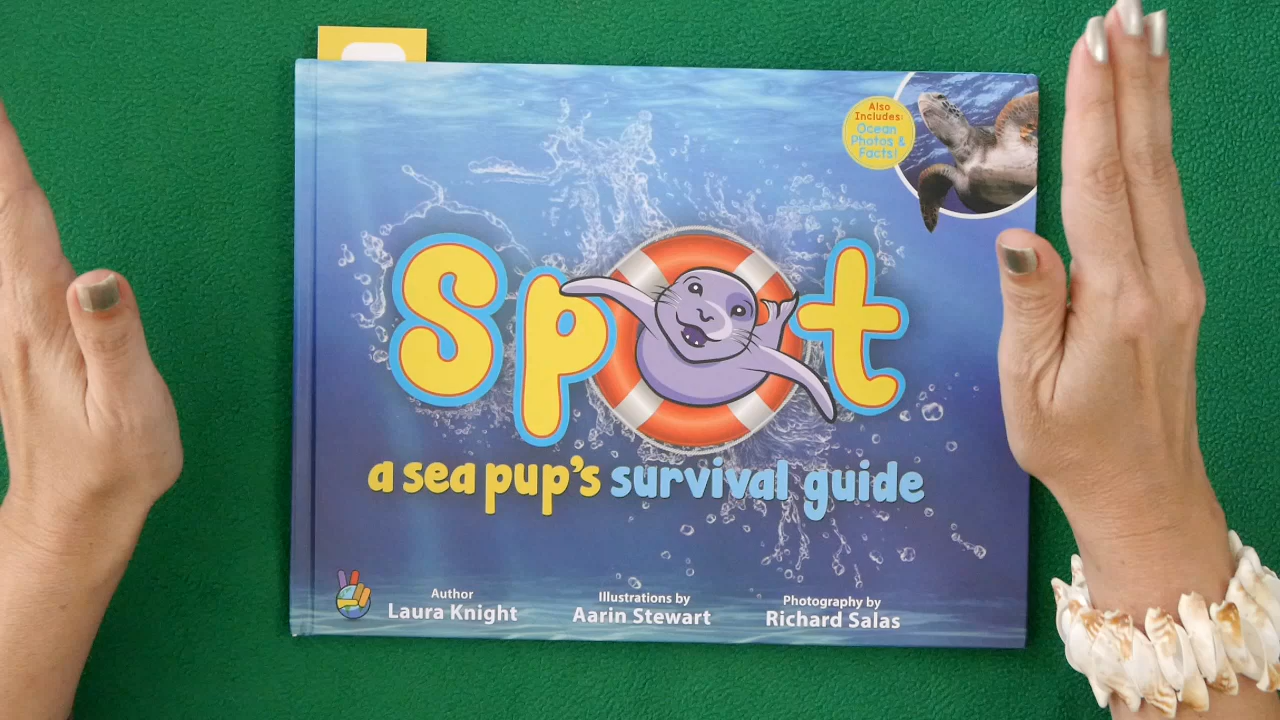 Also
Includes:
Ocean
Photos &
Facts!
Spot
a sea pup's survival guide
Author
Laura Knight
Illustrations by
Aarin Stewart
Photography by
Richard Salas